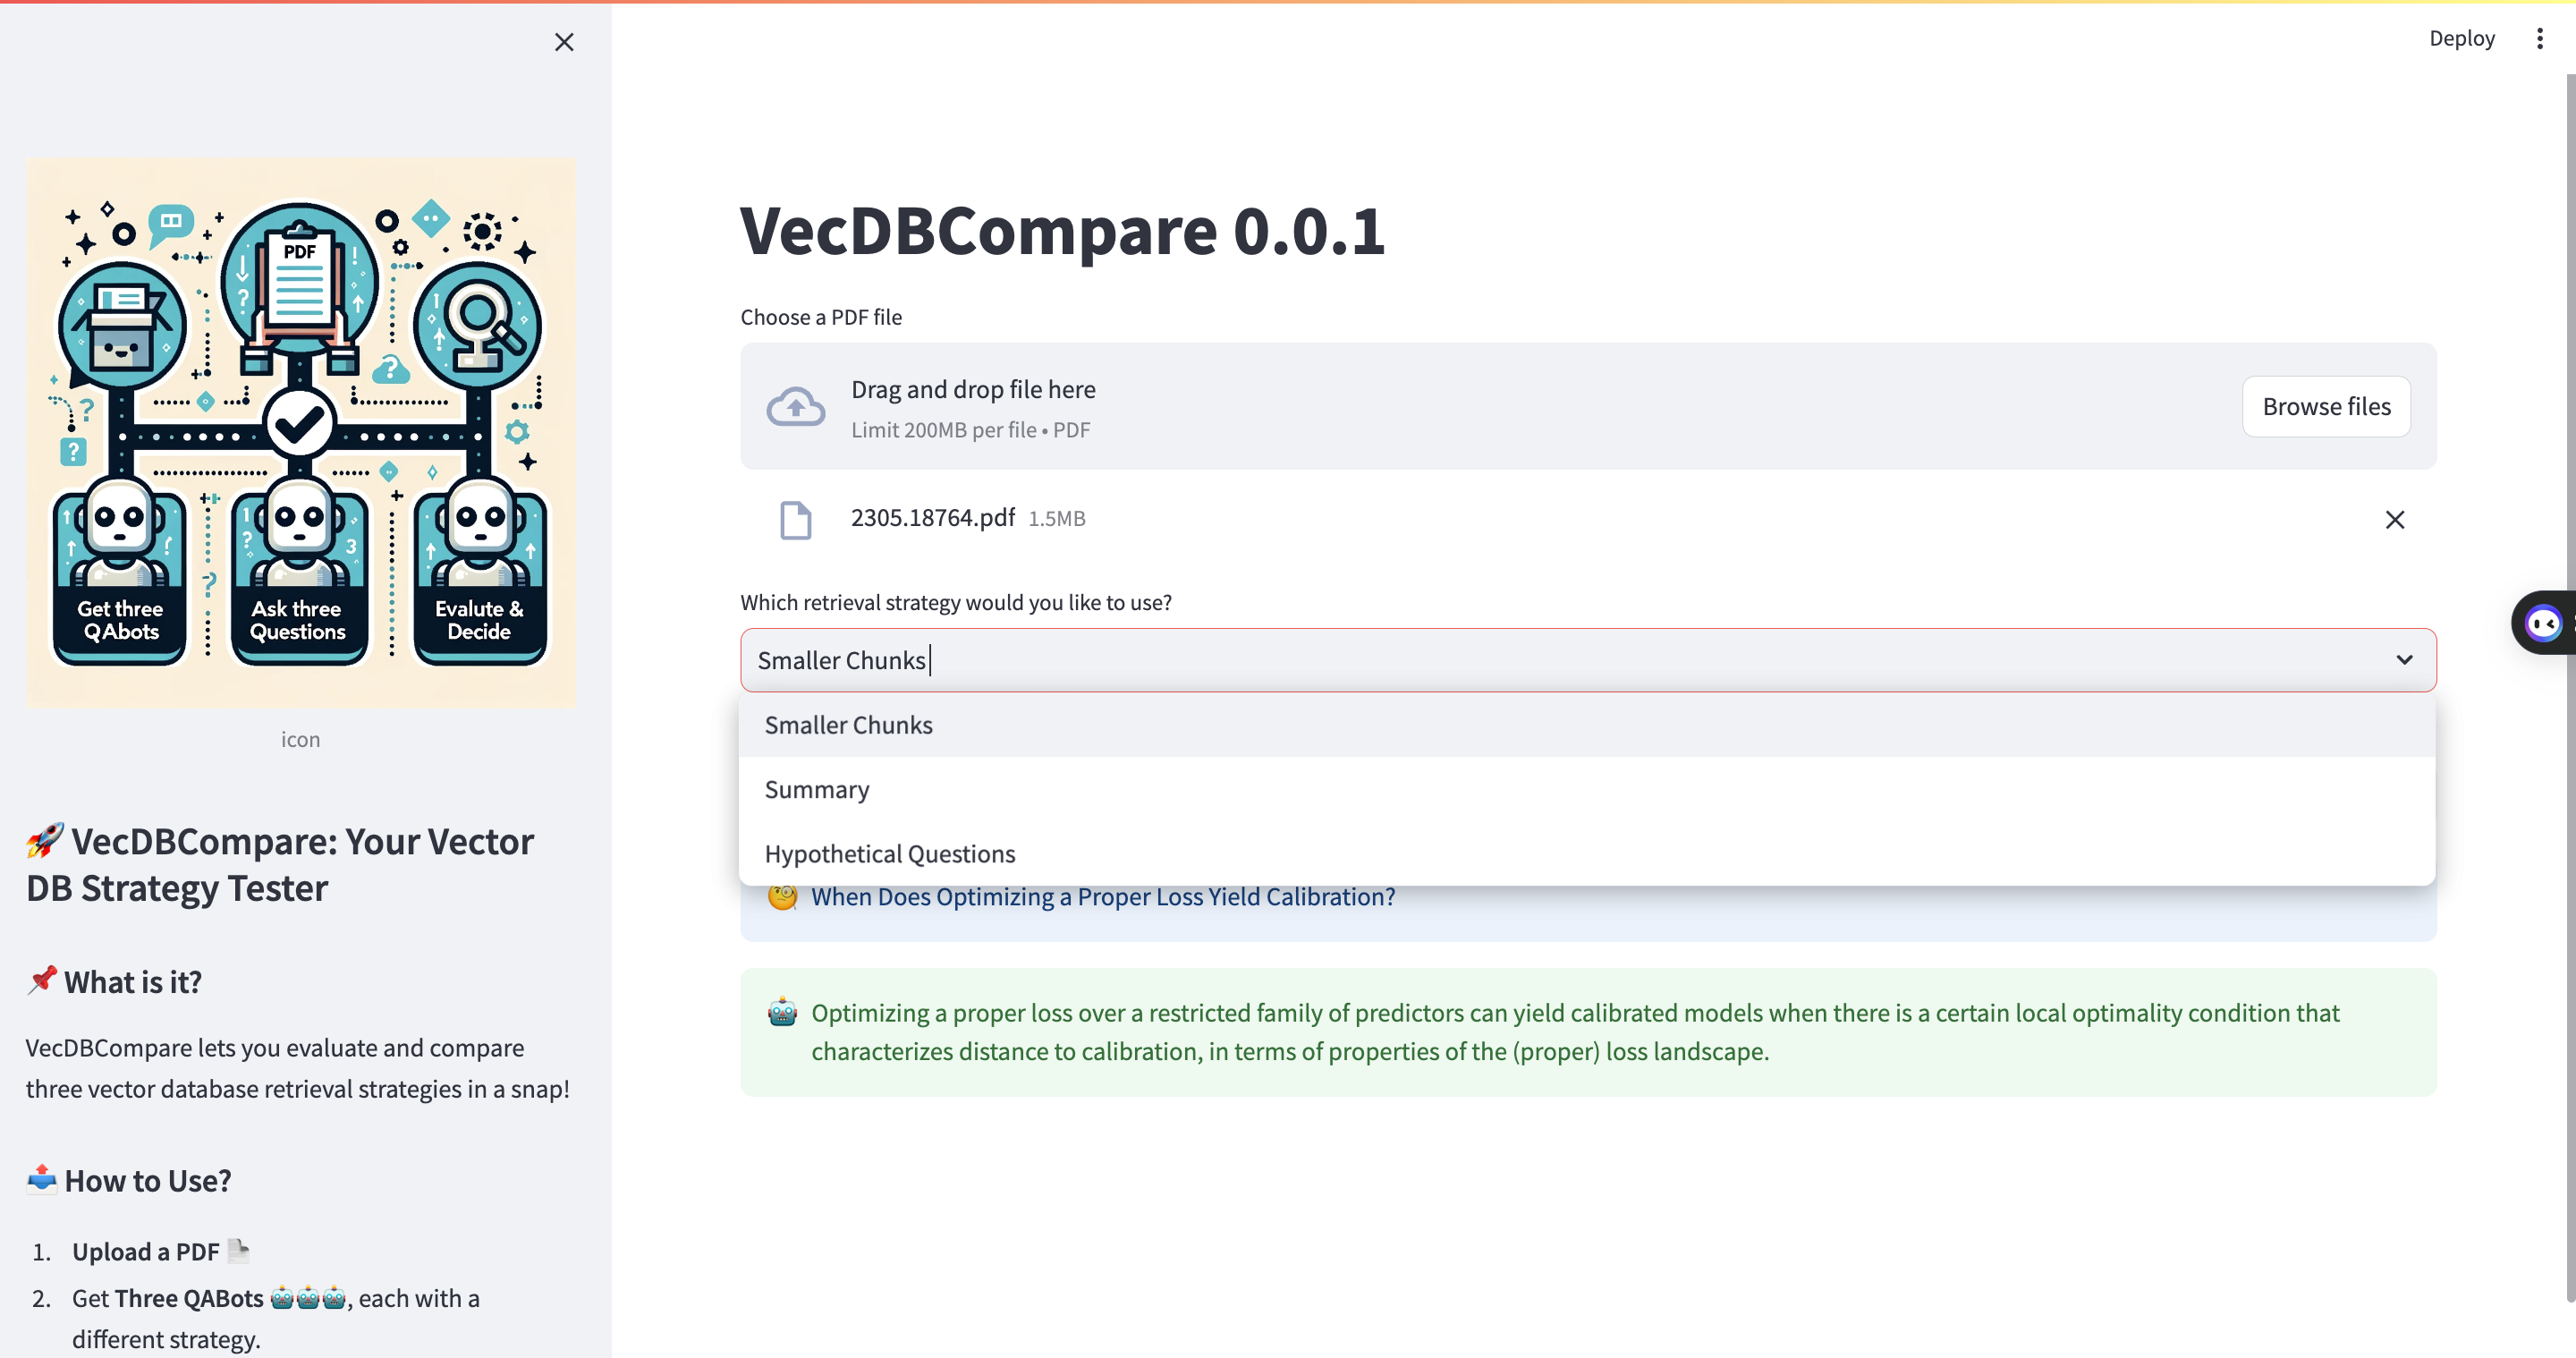 Deploy
PDF
Get three
QAbots
Ask three
Questions
Evalute &
Decide
icon
🚀 VecDBCompare: Your Vector
DB Strategy Tester
📌 What is it?
VecDBCompare lets you evaluate and compare
three vector database retrieval strategies in a snap!
📤 How to Use?
1. Upload a PDF 📄
2. Get Three QABots 🤖🤖🤖, each with a
different strategy.
VecDBCompare 0.0.1
Choose a PDF file
Drag and drop file here
Limit 200MB per file • PDF
Browse files
2305.18764.pdf 1.5MB
Which retrieval strategy would you like to use?
Smaller Chunks
Smaller Chunks
Summary
Hypothetical Questions
🧐 When Does Optimizing a Proper Loss Yield Calibration?
🤖 Optimizing a proper loss over a restricted family of predictors can yield calibrated models when there is a certain local optimality condition that
characterizes distance to calibration, in terms of properties of the (proper) loss landscape.